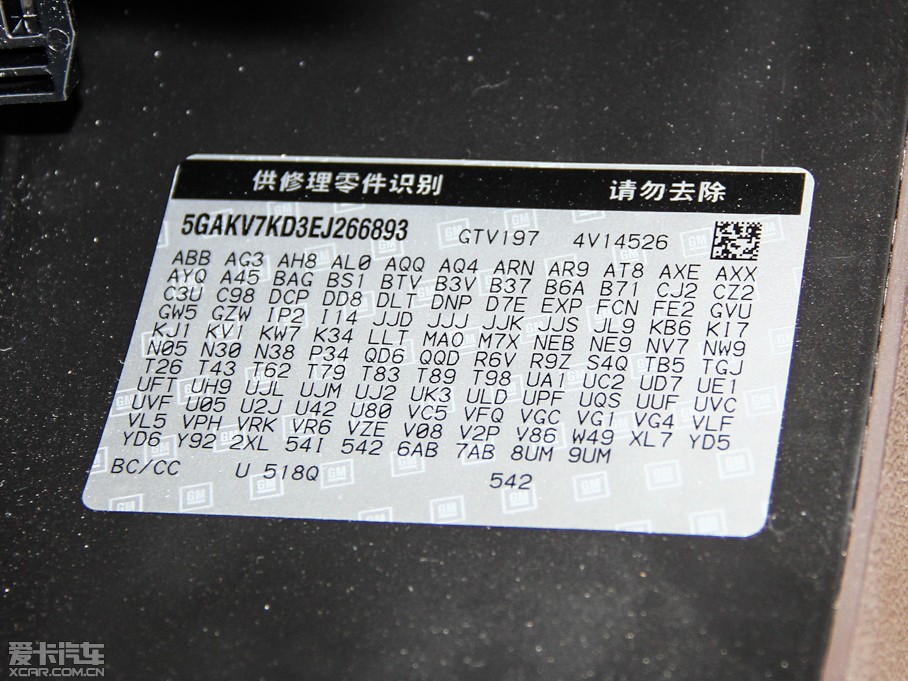 供修理零件识别 请勿去除
5GAKV7KD3EJ266893 GTV197 4V14526
ABB AG3 AH8 AL0 AQQ AQ4 ARN AR9 AT8 AXE AXX
AYQ A45 BAG BS1 BTV B3V B37 B6A B71 CJ2 CZ2
C3U C98 DCP DD8 DLT DNP D7E EXP FCN FE2 GVU
GW5 GZW IP2 I14 JJD JJJ JJK JJS JL9 KB6 KI7
KJ1 KV1 KW7 K34 LLT MAO M7X NEB NE9 NV7 NW9
N05 N30 N38 P34 QD6 QQD R6V R9Z S4Q TB5 TGJ
T26 T43 T62 T79 T83 T89 T98 UA1 UC2 UD7 UE1
UFT UH9 UJL UJM UJ2 UK3 ULD UPF UQS UUF UVC
UVF U05 U2J U42 U80 VC5 VFQ VGC VG1 VG4 VLF
VL5 VPH VRK VR6 VZE V08 V2P V86 W49 XL7 YD5
YD6 Y92 2XL 54I 542 6AB 7AB 8UM 9UM
BC/CC U 518Q 542
GM
爱卡汽车
XCAR.COM.CN